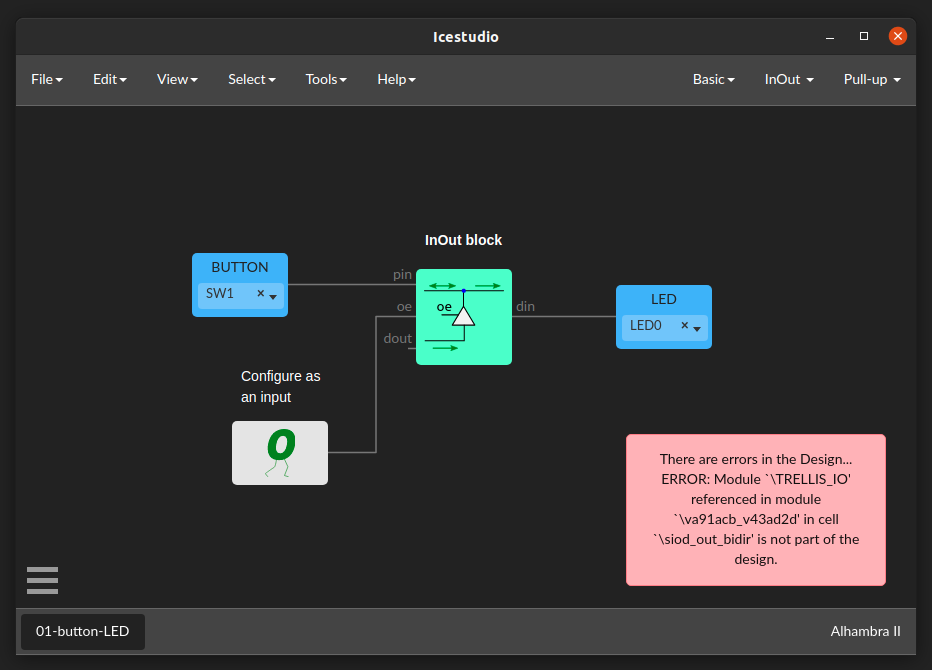 Icestudio
File Edit View Select Tools Help Basic InOut Pull-up
InOut block
BUTTON
SW1 ×
pin
oe
dout
oe
din
LED
LED0 ×
Configure as
an input
0
There are errors in the Design...
ERROR: Module `\TRELLIS_IO'
referenced in module
`\va91acb_v43ad2d' in cell
`\siod_out_bidir' is not part of the
design.
01-button-LED
Alhambra II